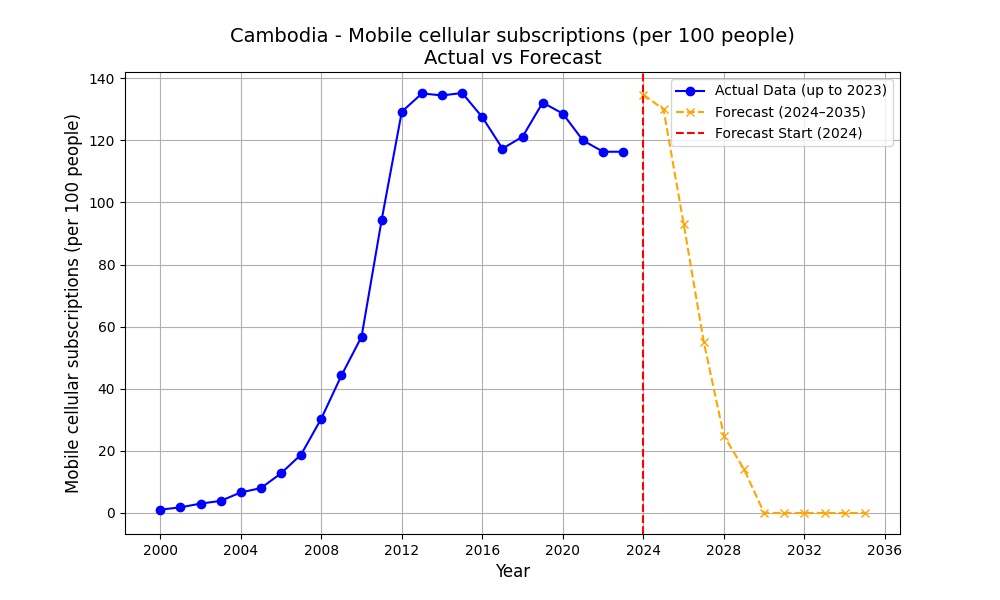 Cambodia - Mobile cellular subscriptions (per 100 people)
Actual vs Forecast
Mobile cellular subscriptions (per 100 people)
140
120
100
80
60
40
20
0
Actual Data (up to 2023)
Forecast (2024–2035)
Forecast Start (2024)
2000 2004 2008 2012 2016 2020 2024 2028 2032 2036
Year